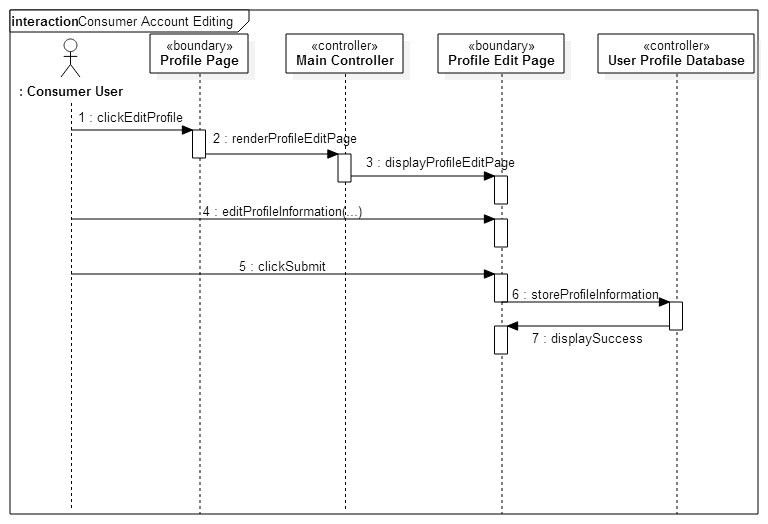 interactionConsumer Account Editing
: Consumer User
«boundary»
Profile Page
«controller»
Main Controller
«boundary»
Profile Edit Page
«controller»
User Profile Database
1 : clickEditProfile
2 : renderProfileEditPage
3 : displayProfileEditPage
4 : editProfileInformation(...)
5 : clickSubmit
6 : storeProfileInformation
7 : displaySuccess